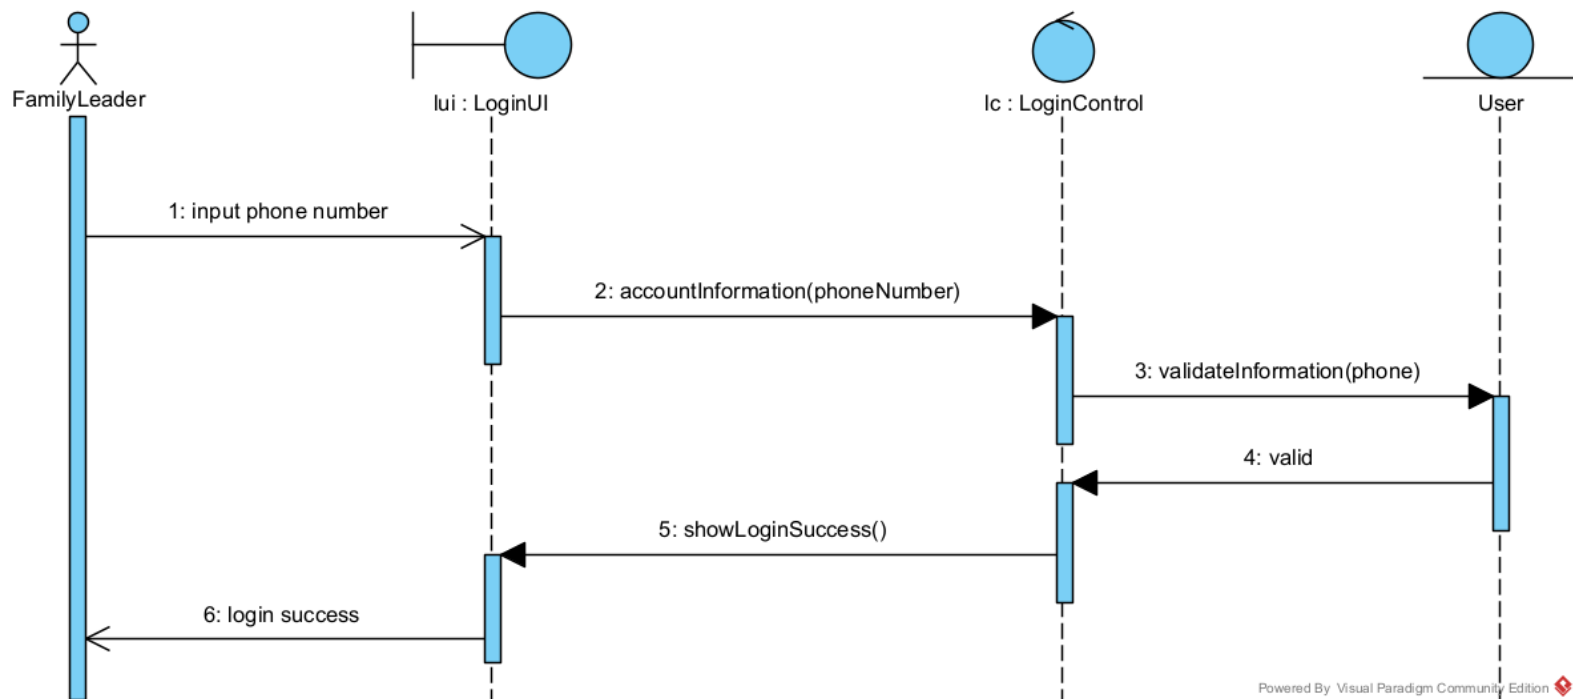 FamilyLeader
lui : LoginUI
lc : LoginControl
User
1: input phone number
2: accountInformation(phoneNumber)
3: validateInformation(phone)
4: valid
5: showLoginSuccess()
6: login success
Powered By Visual Paradigm Community Edition